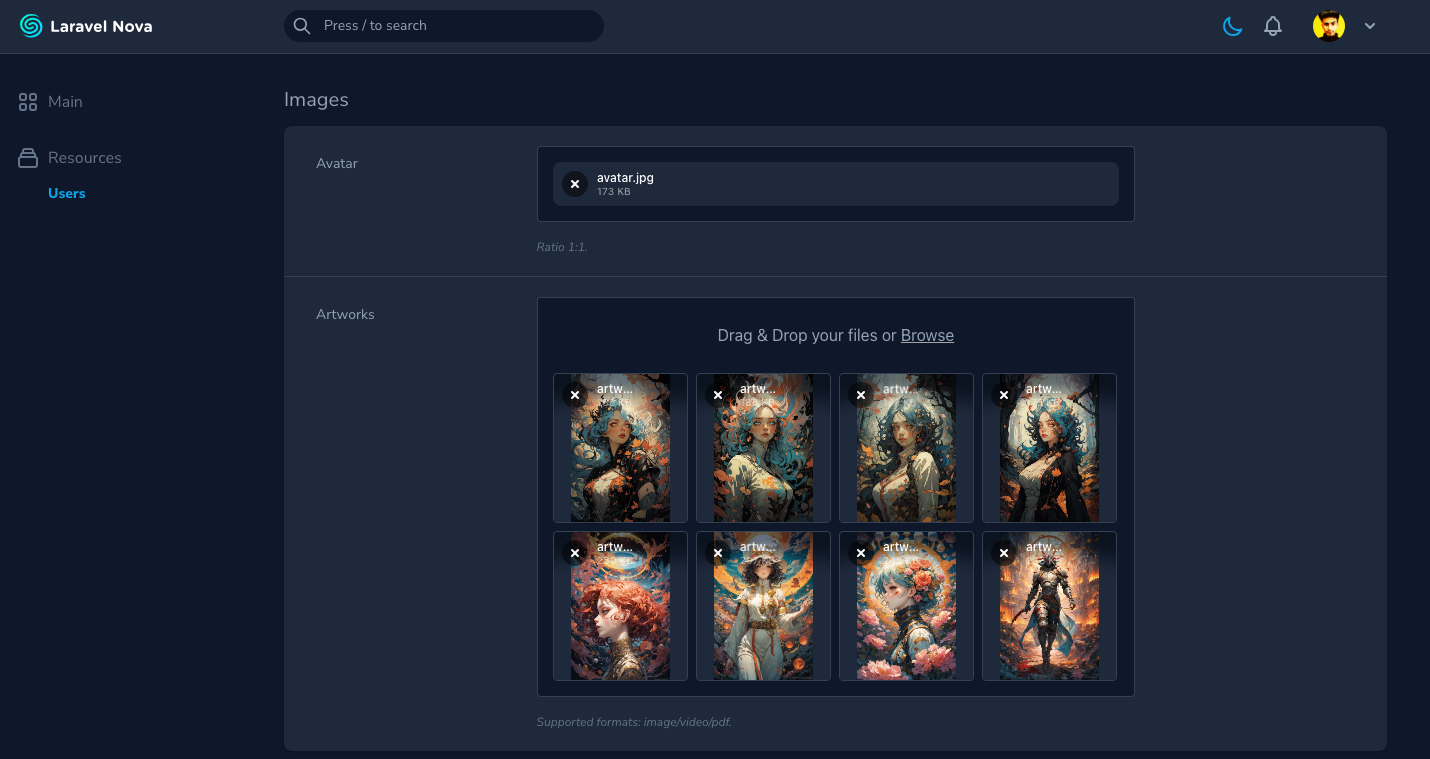 Laravel Nova
Press / to search
Main
Resources
Users
Images
Avatar
avatar.jpg
173 KB
Ratio 1:1.
Artworks
Drag & Drop your files or Browse
artw...
artw...
artw...
artw...
artw...
artw...
artw...
artw...
Supported formats: image/video/pdf.